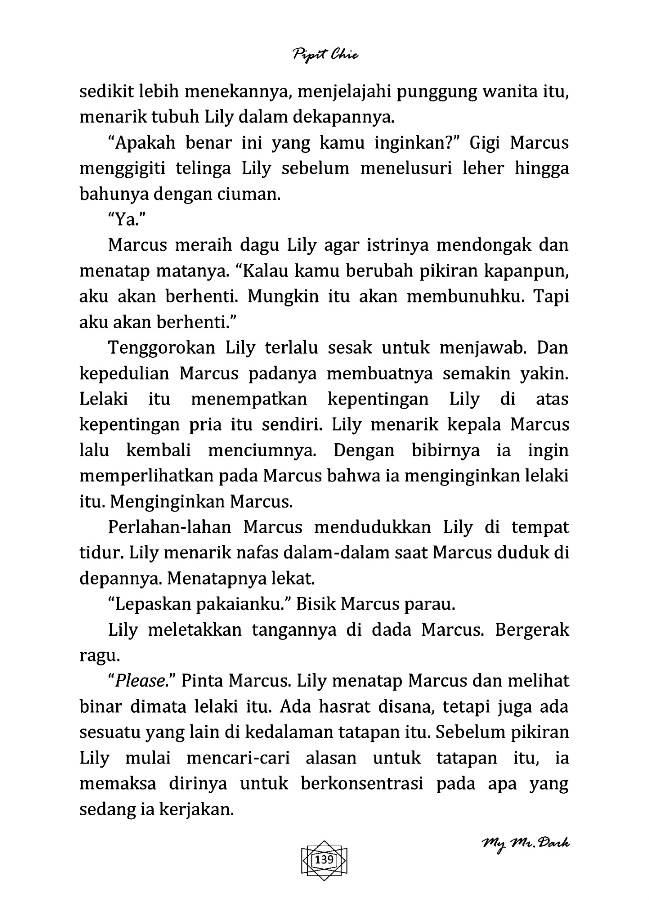 Pipit Chie
sedikit lebih menekannya, menjelajahi punggung wanita itu,
menarik tubuh Lily dalam dekapannya.
“Apakah benar ini yang kamu inginkan?” Gigi Marcus
menggigiti telinga Lily sebelum menelusuri leher hingga
bahunya dengan ciuman.
“Ya.”
Marcus meraih dagu Lily agar istrinya mendongak dan
menatap matanya. “Kalau kamu berubah pikiran kapanpun,
aku akan berhenti. Mungkin itu akan membunuhku. Tapi
aku akan berhenti.”
Tenggorokan Lily terlalu sesak untuk menjawab. Dan
kepedulian Marcus padanya membuatnya semakin yakin.
Lelaki itu menempatkan kepentingan Lily di atas
kepentingan pria itu sendiri. Lily menarik kepala Marcus
lalu kembali menciumnya. Dengan bibirnya ia ingin
memperlihatkan pada Marcus bahwa ia menginginkan lelaki
itu. Menginginkan Marcus.
Perlahan-lahan Marcus mendudukkan Lily di tempat
tidur. Lily menarik nafas dalam-dalam saat Marcus duduk di
depannya. Menatapnya lekat.
“Lepaskan pakaianku.” Bisik Marcus parau.
Lily meletakkan tangannya di dada Marcus. Bergerak
ragu.
“Please.” Pinta Marcus. Lily menatap Marcus dan melihat
binar dimata lelaki itu. Ada hasrat disana, tetapi juga ada
sesuatu yang lain di kedalaman tatapan itu. Sebelum pikiran
Lily mulai mencari-cari alasan untuk tatapan itu, ia
memaksa dirinya untuk berkonsentrasi pada apa yang
sedang ia kerjakan.
My Mr. Dark
139